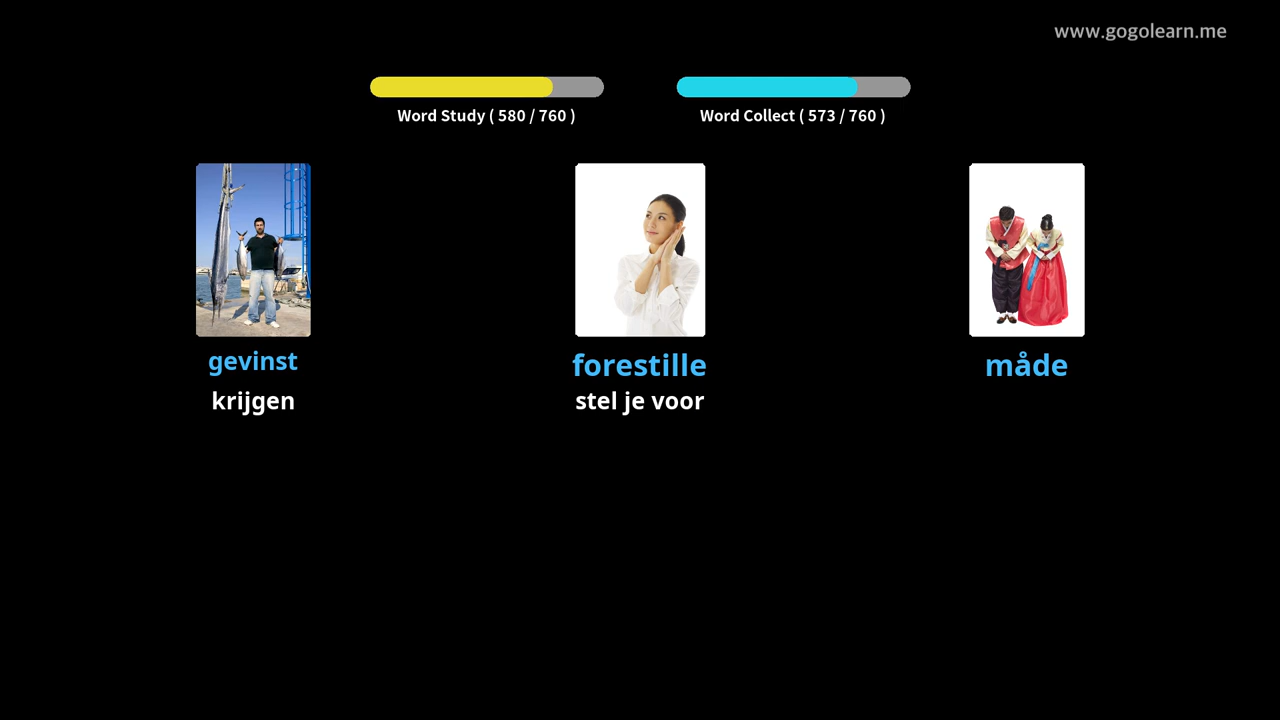 www.gogolearn.me
Word Study ( 580 / 760 )
Word Collect ( 573 / 760 )
gevinst
krijgen
forestille
stel je voor
måde